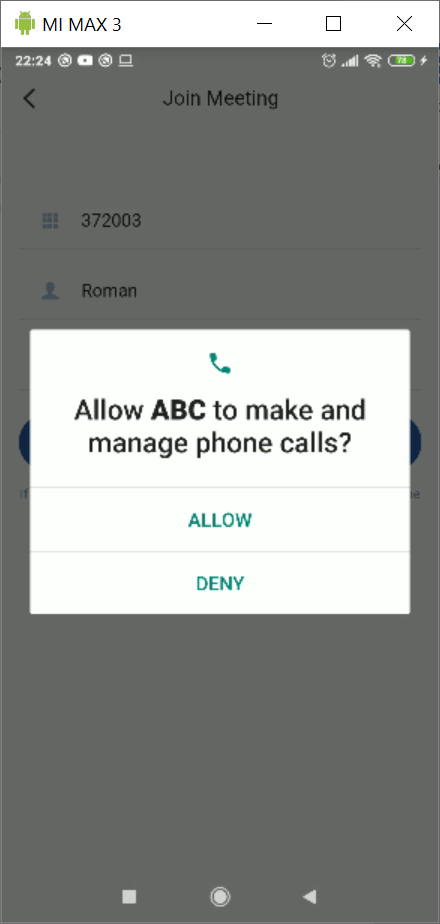 MI MAX 3
22:24
78
Join Meeting
372003
Roman
Allow ABC to make and
manage phone calls?
ALLOW
DENY